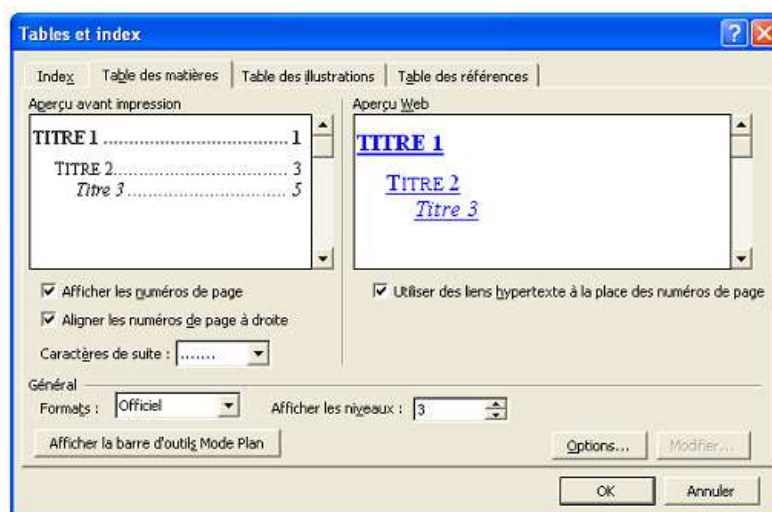 Tables et index
Index Table des matières Table des illustrations Table des références
Aperçu avant impression
TITRE 1 ..................................... 1
TITRE 2................................... 3
Titre 3................................ 5
Aperçu Web
TITRE 1
TITRE 2
Titre 3
Afficher les numéros de page
Aligner les numéros de page à droite
Caractères de suite : .......
Utiliser des liens hypertexte à la place des numéros de page
Général
Formats : Officiel Afficher les niveaux : 3
Afficher la barre d'outils Mode Plan Options... Modifier...
OK Annuler